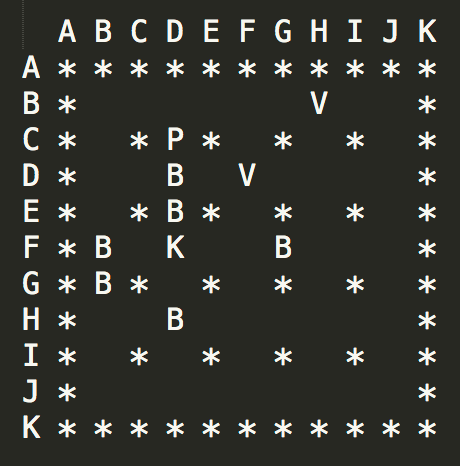 A B C D E F G H I J K
A * * * * * * * * * * *
B *             V     *
C *   * P *   *   *   *
D *     B   V         *
E *   * B *   *   *   *
F * B   K     B       *
G * B *   *   *   *   *
H *     B             *
I *   *   *   *   *   *
J *                   *
K * * * * * * * * * * *